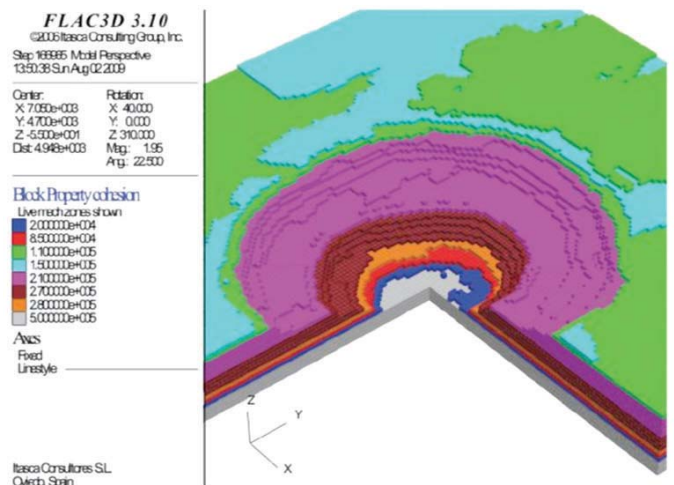 FLAC3D 3.10
©2006 Itasca Consulting Group, Inc.
Step 166985 Model Perspective
13:50:38 Sun Aug 02 2009
Center:
X: 7.050e+003
Y: 4.700e+003
Z: -5.500e+001
Dist: 4.948e+003
Rotation:
X: 40.000
Y: 0.000
Z: 310.000
Mag.: 1.95
Ang.: 22.500
Block Property cohesion
Live mech zones shown
2.000000e+004
8.500000e+004
1.100000e+005
1.500000e+005
2.100000e+005
2.700000e+005
2.800000e+005
5.000000e+005
Axes
Fixed
Linestyle
Itasca Consultores S.L.
Oviedo, Spain
Z
Y
X